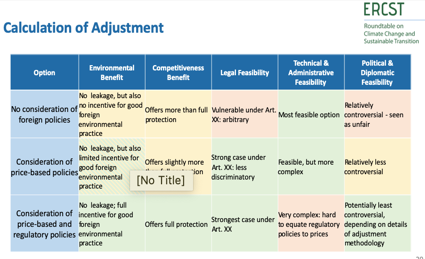 ERCST
Calculation of Adjustment
Roundtable on
Climate Change and
Sustainable Transition
Option
Environmental
Benefit
Competitiveness
Benefit
Legal Feasibility
Technical &
Administrative
Feasibility
Political &
Diplomatic
Feasibility
No consideration of
foreign policies
No leakage, but also
no incentive for good
foreign
environmental
practice
Offers more than full
protection
Vulnerable under Art.
XX: arbitrary
Most feasible option
Relatively
controversial - seen
as unfair
Consideration of
price-based policies
No leakage, but also
limited incentive for
good foreign
environmental
practice
Offers slightly more
Strong case under
Art. XX: less
discriminatory
Feasible, but more
complex
Relatively less
controversial
[No Title]
Consideration of
price-based and
regulatory policies
No leakage; full
incentive for good
foreign
environmental
practice
Offers full protection
Strongest case under
Art. XX
Very complex: hard
to equate regulatory
policies to prices
Potentially least
controversial,
depending on details
of adjustment
methodology